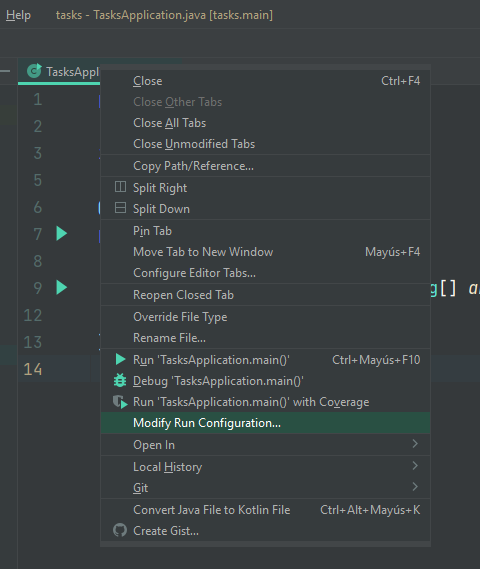 Help tasks - TasksApplication.java [tasks.main]
TasksAppl
1
2
3
5
6
7
8
9
12
13
14
g[] a
Close Ctrl+F4
Close Other Tabs
Close All Tabs
Close Unmodified Tabs
Copy Path/Reference...
Split Right
Split Down
Pin Tab
Move Tab to New Window Mayús+F4
Configure Editor Tabs...
Reopen Closed Tab
Override File Type
Rename File...
Run 'TasksApplication.main()' Ctrl+Mayús+F10
Debug 'TasksApplication.main()'
Run 'TasksApplication.main()' with Coverage
Modify Run Configuration...
Open In
Local History
Git
Convert Java File to Kotlin File Ctrl+Alt+Mayús+K
Create Gist...